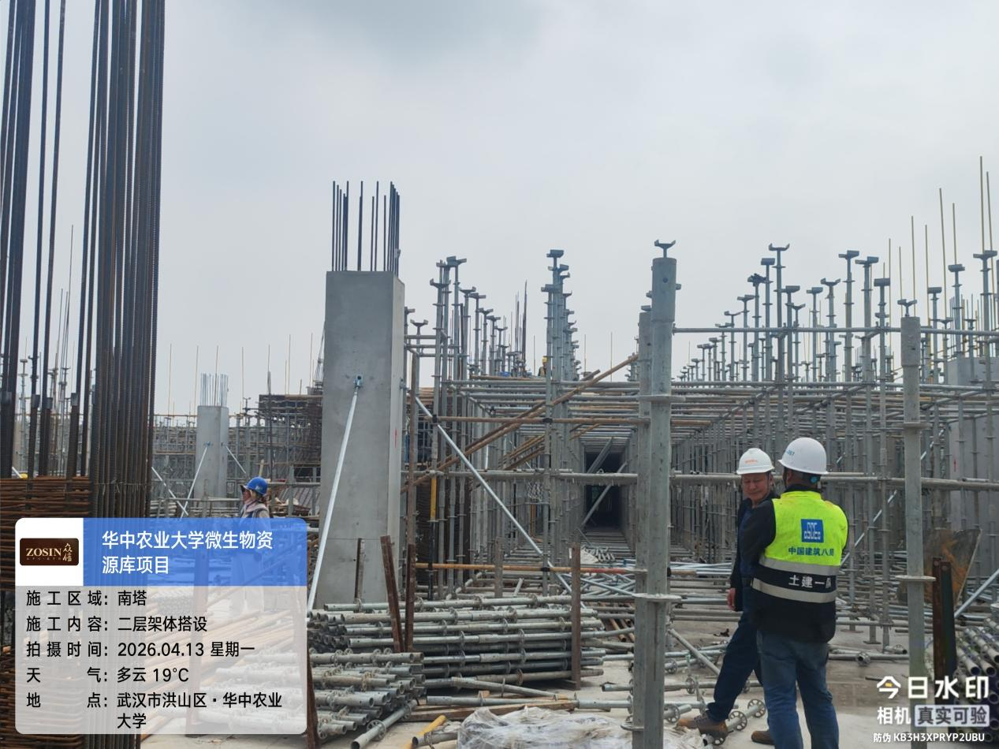 ZOSIN 众信
华中农业大学微生物资
源库项目
施工区域：南塔
施工内容：二层架体搭设
拍摄时间：2026.04.13 星期一
天气：多云 19℃
地点：武汉市洪山区·华中农业
大学
中国建筑八局
土建一
今日水印
相机 真实可验
防伪 KB3H3XPRYP2UBU